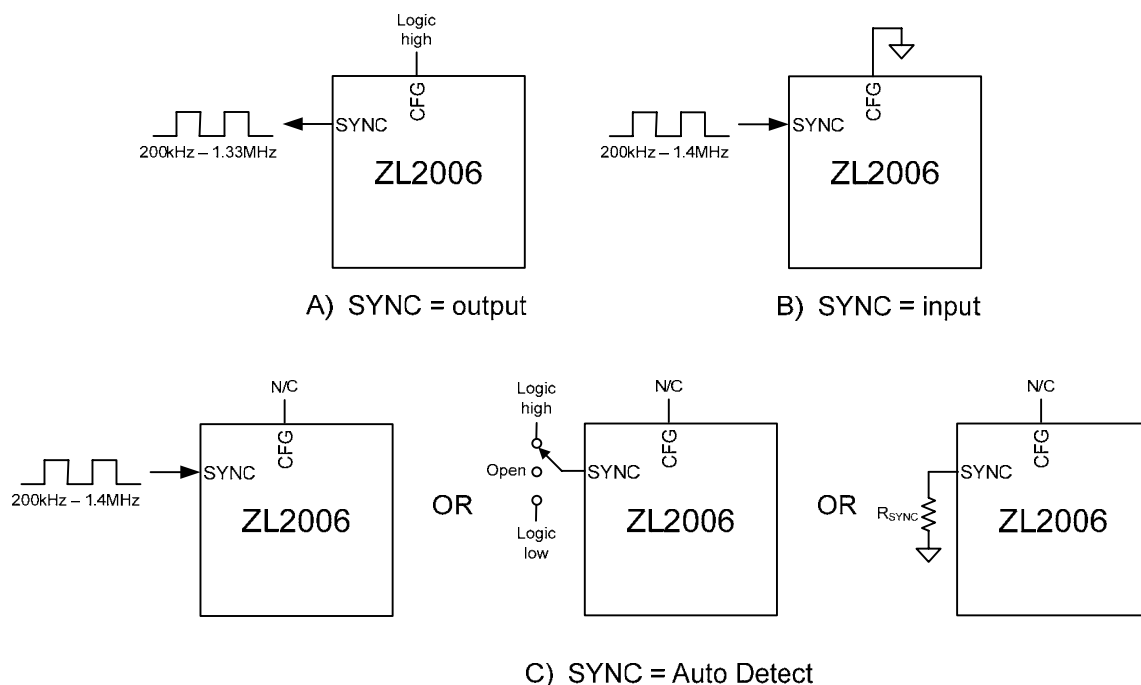 Logic
high
CFG
SYNC
200kHz – 1.33MHz
ZL2006
A) SYNC = output
CFG
SYNC
200kHz – 1.4MHz
ZL2006
B) SYNC = input
N/C
CFG
SYNC
200kHz – 1.4MHz
ZL2006
OR
Logic
high
Open
Logic
low
N/C
CFG
SYNC
ZL2006
OR
N/C
CFG
SYNC
RSYNC
ZL2006
C) SYNC = Auto Detect